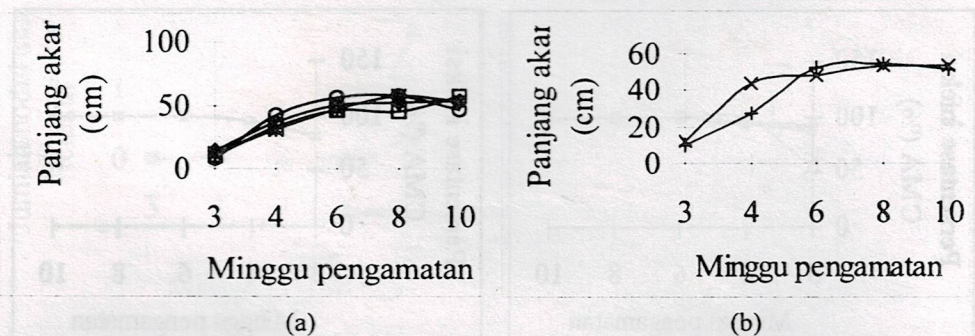 Panjang akar
(cm)
100
50
0
3 4 6 8 10
Minggu pengamatan
(a)
Panjang akar
(cm)
60
40
20
0
3 4 6 8 10
Minggu pengamatan
(b)